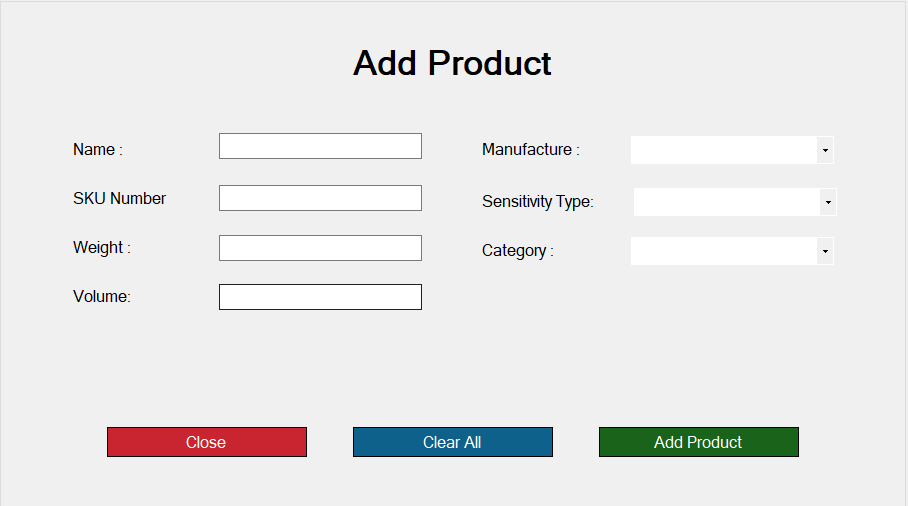 Add Product
Name :
SKU Number
Weight :
Volume:
Manufacture :
Sensitivity Type:
Category :
Close
Clear All
Add Product